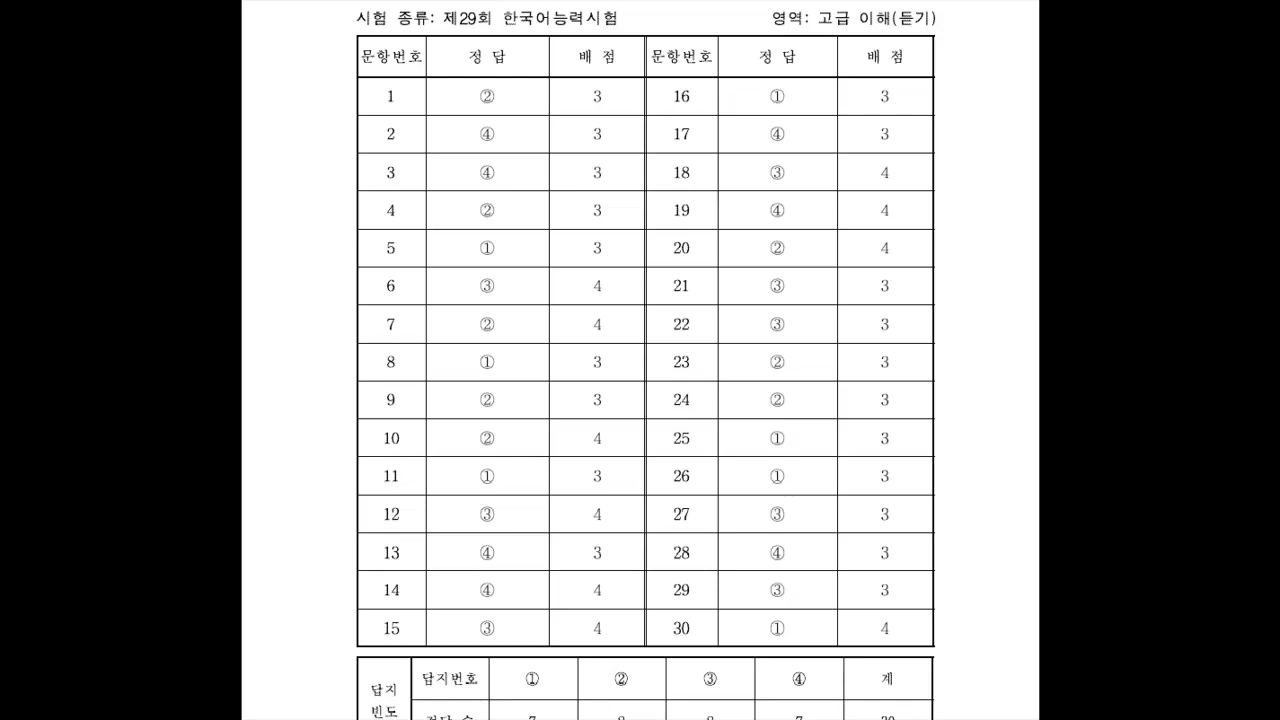 시험 종류: 제29회 한국어능력시험 영역: 고급 이해(듣기)
문항번호 정 답 배 점 문항번호 정 답 배 점
1 ② 3 16 ① 3
2 ④ 3 17 ④ 3
3 ④ 3 18 ③ 4
4 ② 3 19 ④ 4
5 ① 3 20 ② 4
6 ③ 4 21 ③ 3
7 ② 4 22 ③ 3
8 ① 3 23 ② 3
9 ② 3 24 ② 3
10 ② 4 25 ① 3
11 ① 3 26 ① 3
12 ③ 4 27 ③ 3
13 ④ 3 28 ④ 3
14 ④ 4 29 ③ 3
15 ③ 4 30 ① 4
답지번호 ① ② ③ ④ 계
답지
빈도